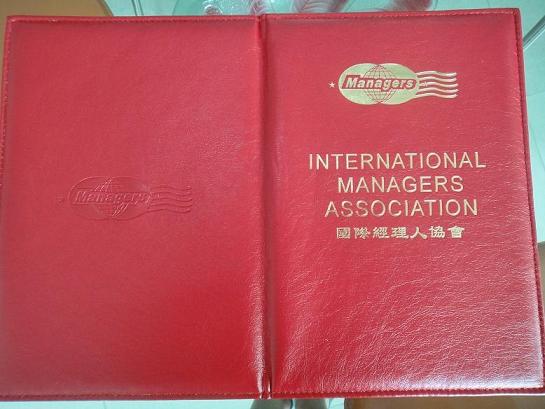 Managers
Managers
INTERNATIONAL
MANAGERS
ASSOCIATION
國際經理人協會